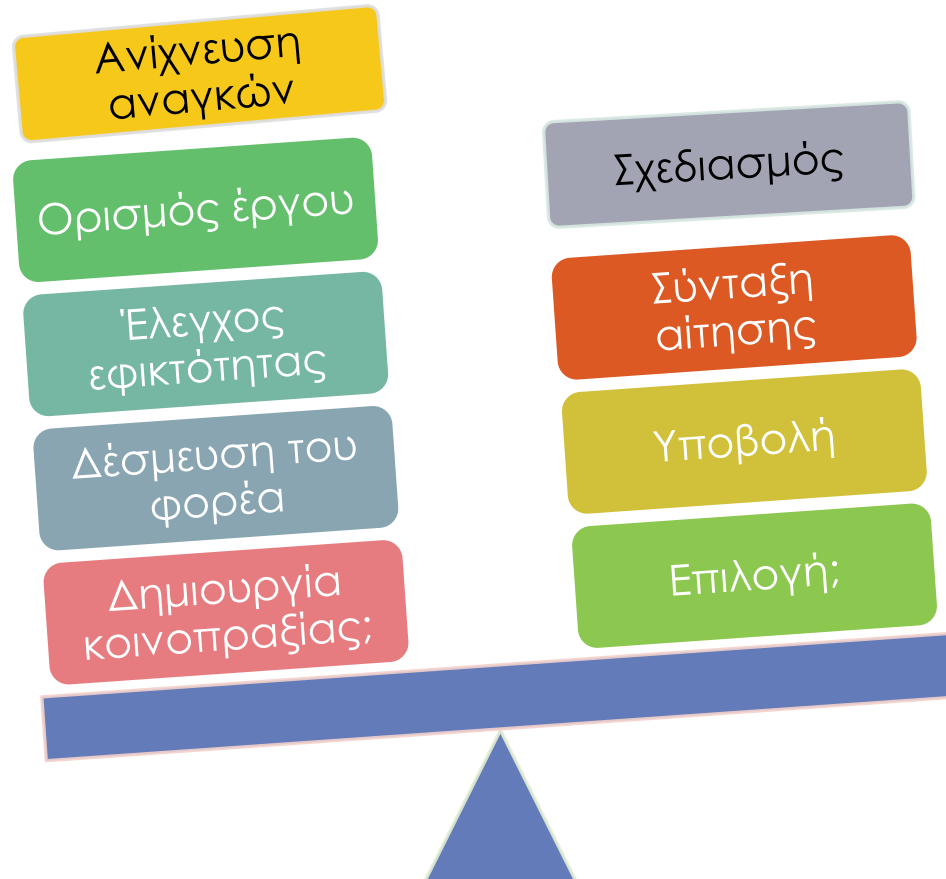 Ανίχνευση
αναγκών
Ορισμός έργου
Έλεγχος
εφικτότητας
Δέσμευση του
φορέα
Δημιουργία
κοινοπραξίας;
Σχεδιασμός
Σύνταξη
αίτησης
Υποβολή
Επιλογή;